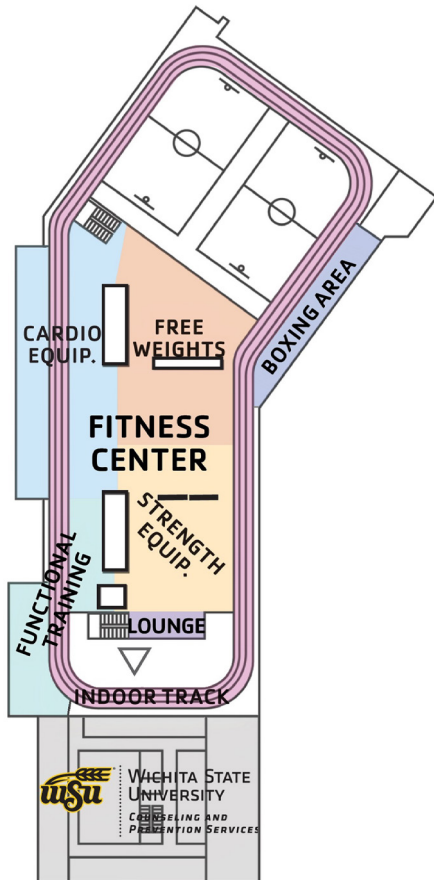 CARDIO
EQUIP.
FREE
WEIGHTS
BOXING AREA
FITNESS
CENTER
STRENGTH
EQUIP.
FUNCTIONAL
TRAINING
LOUNGE
INDOOR TRACK
WSU
WICHITA STATE
UNIVERSITY
COUNSELING AND
PREVENTION SERVICES